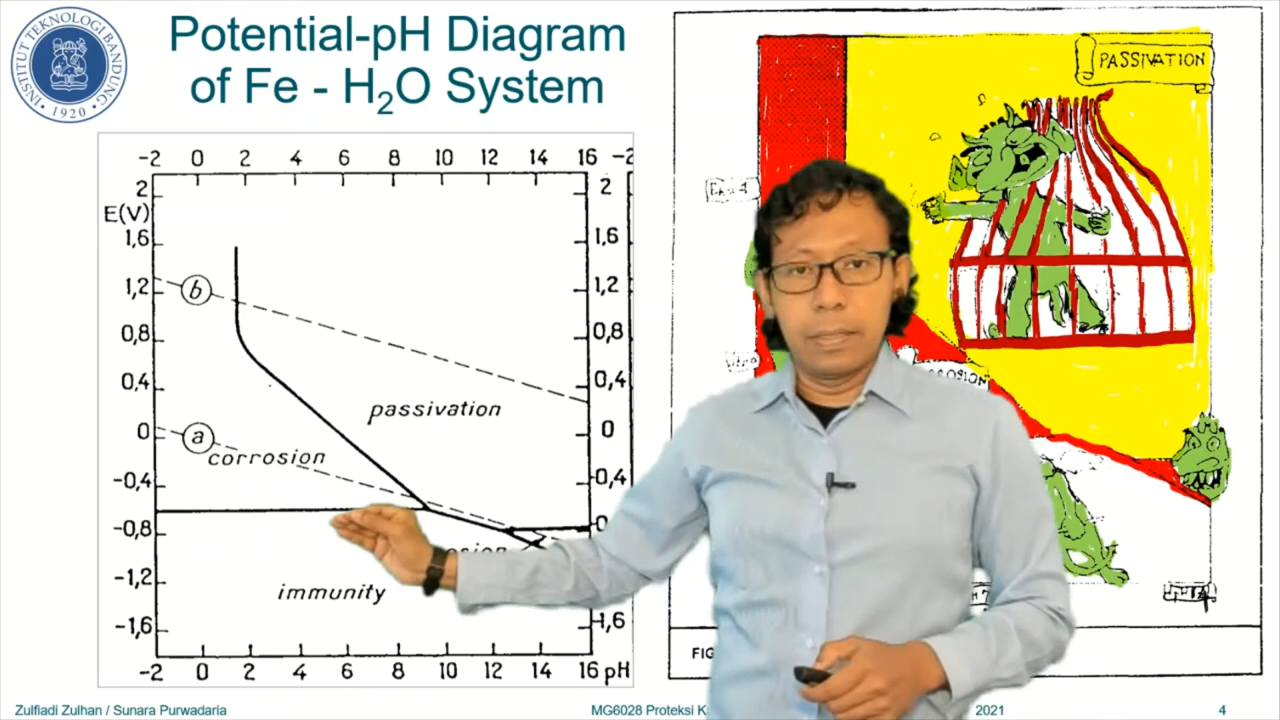 INSTITUT TEKNOLOGI BANDUNG
1920
Potential-pH Diagram
of Fe - H₂O System
PASSIVATION
-2 0 2 4 6 8 10 12 14 16 -2
2 2
E(V)
1,6 1,6
b
1,2 1,2
0,8 0,8
0,4 0,4
passivation
0 0
a
corrosion
-0,4 -0,4
-0,8
-1,2
immunity
-1,6 -1,6
-2 0 2 4 6 8 10 12 14 16 pH
FIG
Zulfiadi Zulhan / Sunara Purwadaria
MG6028 Proteksi
2021
4